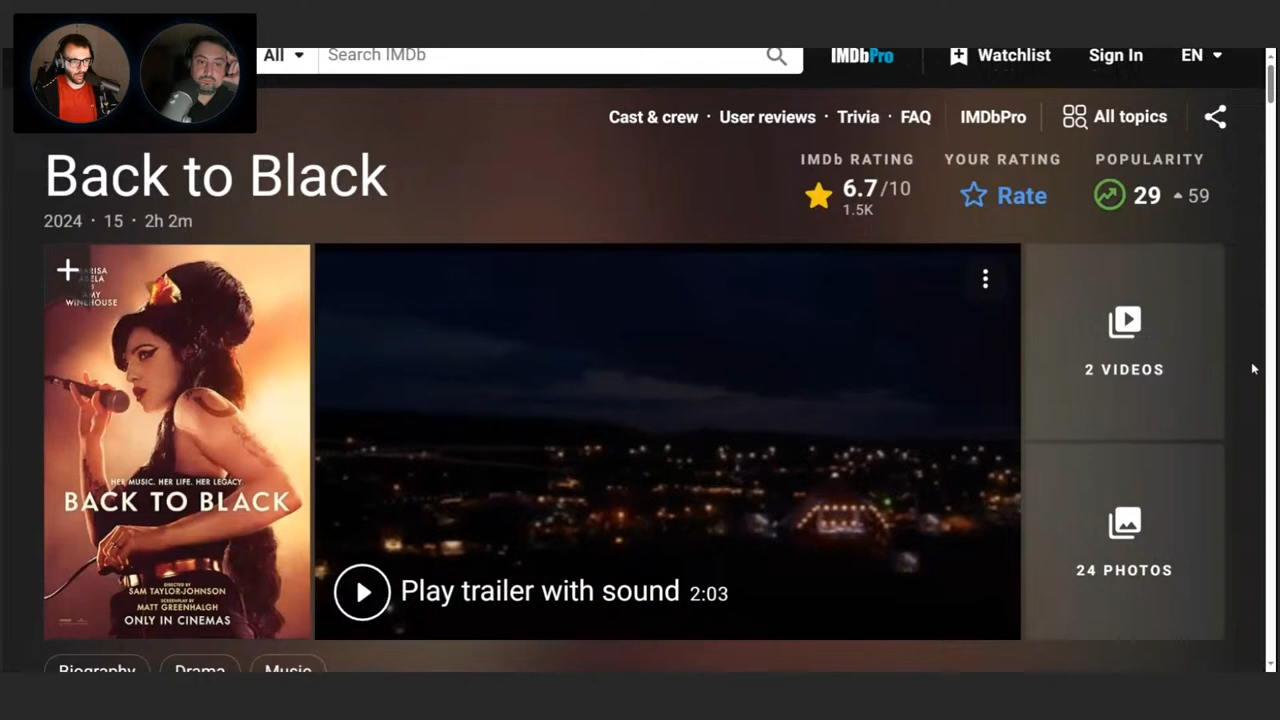 All
Search IMDb
IMDbPro
Watchlist
Sign In
EN
Cast & crew · User reviews · Trivia · FAQ
IMDbPro
All topics
Back to Black
2024 · 15 · 2h 2m
IMDb RATING
6.7/10
1.5K
YOUR RATING
Rate
POPULARITY
29
59
AMY
WINEHOUSE
HER MUSIC. HER LIFE. HER LEGACY.
BACK TO BLACK
DIRECTED BY
SAM TAYLOR-JOHNSON
SCREENPLAY BY
MATT GREENHALGH
ONLY IN CINEMAS
Play trailer with sound 2:03
2 VIDEOS
24 PHOTOS
Biography
Drama
Music